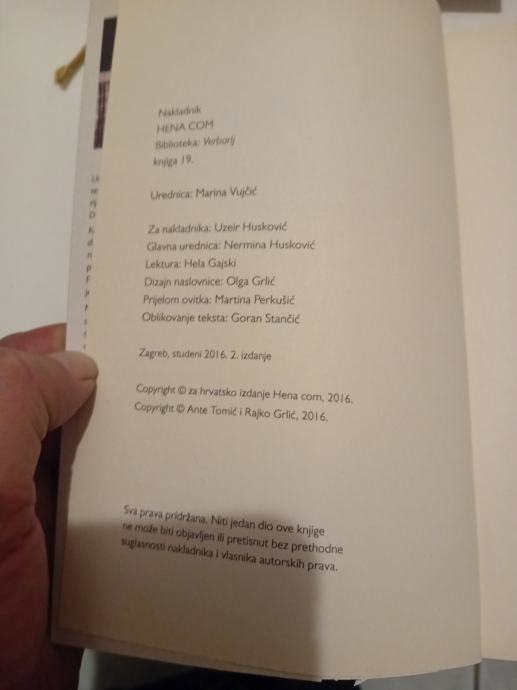 Nakladnik
HENA COM
Biblioteka: Verborij
knjiga 19.
Urednica: Marina Vujčić
Za nakladnika: Uzeir Husković
Glavna urednica: Nermina Husković
Lektura: Hela Gajski
Dizajn naslovnice: Olga Grlić
Prijelom ovitka: Martina Perkušić
Oblikovanje teksta: Goran Stančić
Zagreb, studeni 2016. 2. izdanje
Copyright © za hrvatsko izdanje Hena com, 2016.
Copyright © Ante Tomić i Rajko Grlić, 2016.
Sva prava pridržana. Niti jedan dio ove knjige
ne može biti objavljen ili pretisnut bez prethodne
suglasnosti nakladnika i vlasnika autorskih prava.